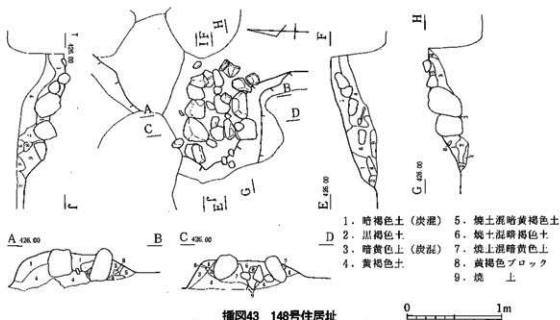 I
426.00
J
H
I F
A
C
B
D
E J
G
F
E 426.00
H
G 426.00
A 426.00
B
C 426.00
D
1. 暗褐色土(炭混)
2. 黒褐色土
3. 暗黄色土(炭混)
4. 黄褐色土
5. 焼土混暗黄褐色土
6. 焼土混暗褐色土
7. 焼土混暗黄色土
8. 黄褐色ブロック
9. 焼土
挿図43 148号住居址
0 1m